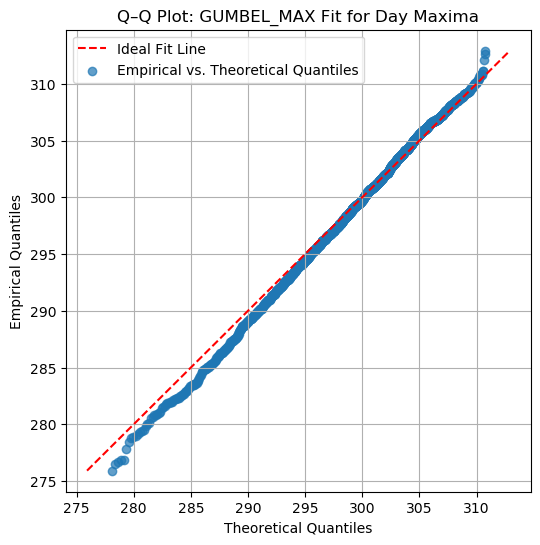 Q–Q Plot: GUMBEL_MAX Fit for Day Maxima
Ideal Fit Line
Empirical vs. Theoretical Quantiles
Empirical Quantiles
310
305
300
295
290
285
280
275
275 280 285 290 295 300 305 310
Theoretical Quantiles